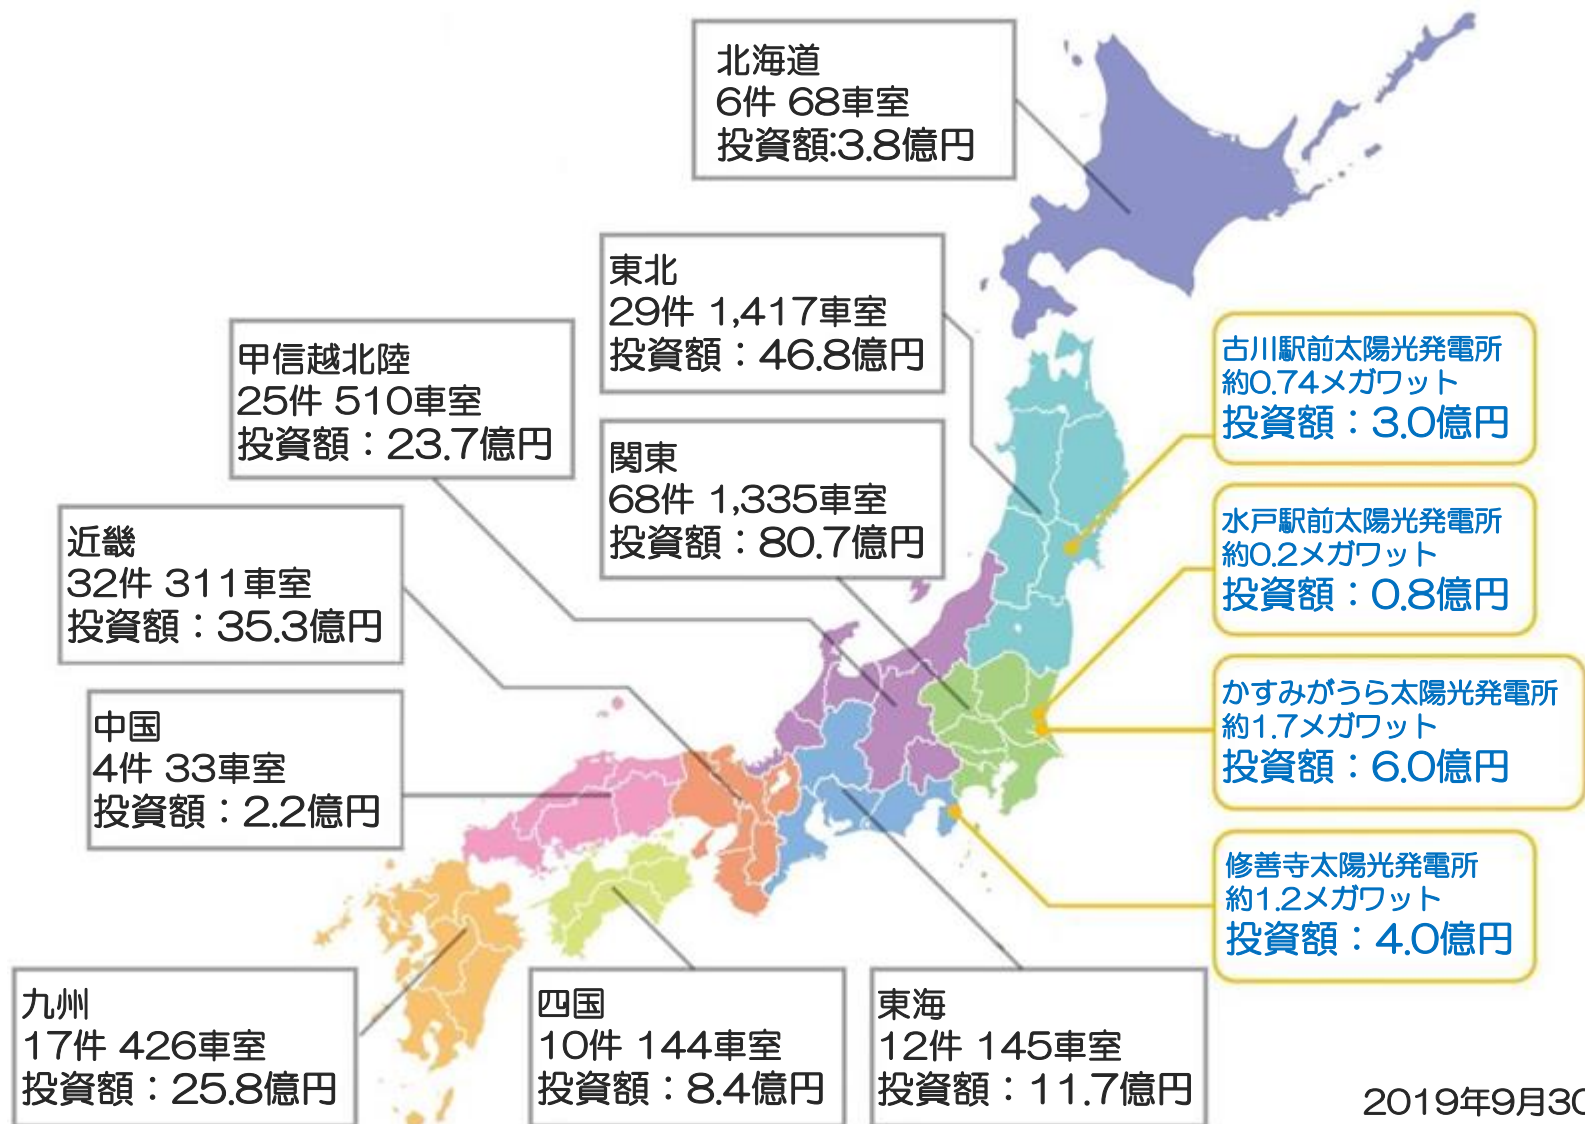 北海道
6件 68車室
投資額:3.8億円
東北
29件 1,417車室
投資額：46.8億円
甲信越北陸
25件 510車室
投資額：23.7億円
関東
68件 1,335車室
投資額：80.7億円
近畿
32件 311車室
投資額：35.3億円
中国
4件 33車室
投資額：2.2億円
九州
17件 426車室
投資額：25.8億円
四国
10件 144車室
投資額：8.4億円
東海
12件 145車室
投資額：11.7億円
古川駅前太陽光発電所
約0.74メガワット
投資額：3.0億円
水戸駅前太陽光発電所
約0.2メガワット
投資額：0.8億円
かすみがうら太陽光発電所
約1.7メガワット
投資額：6.0億円
修善寺太陽光発電所
約1.2メガワット
投資額：4.0億円
2019年9月30